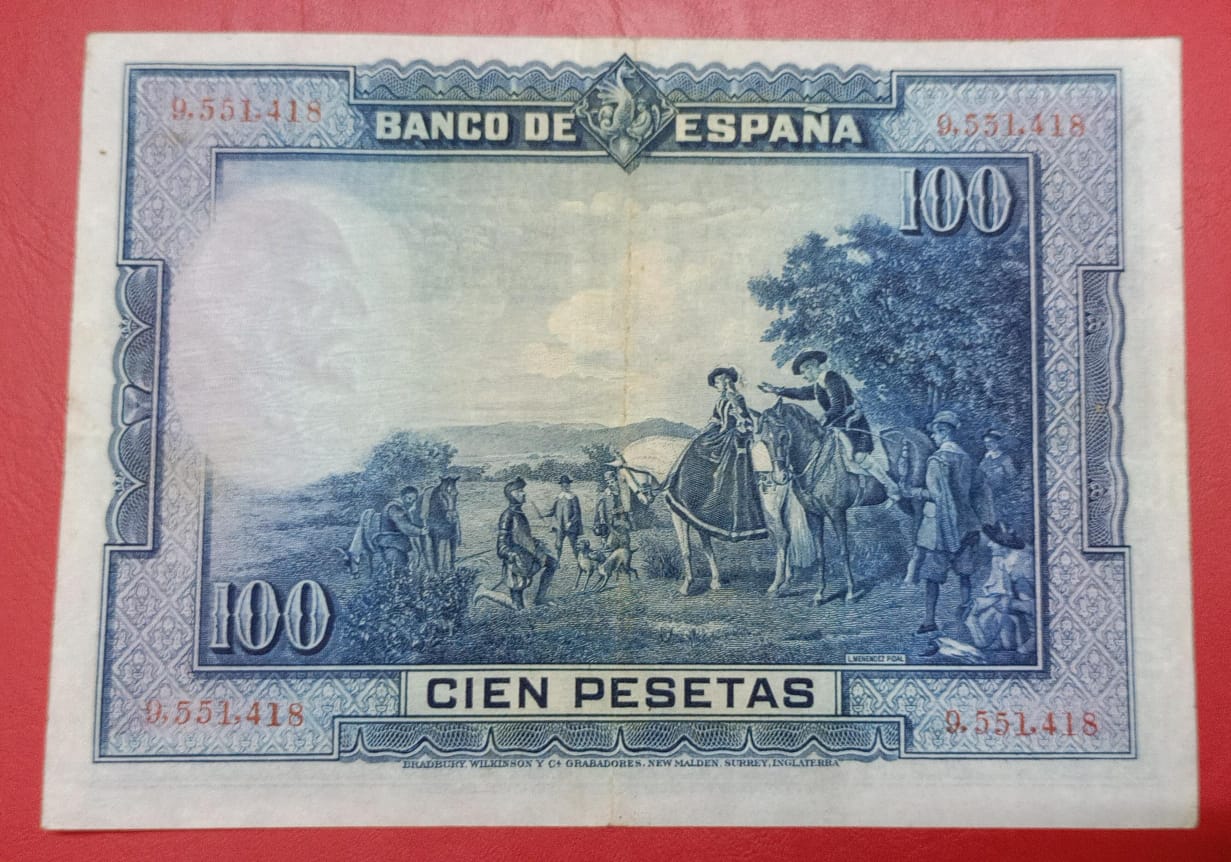 9,551,418
BANCO DE ESPAÑA
9,551,418
100
100
L. MENENDEZ PIDAL
CIEN PESETAS
9,551,418
9,551,418
BRADBURY, WILKINSON Y Cª GRABADORES, NEW MALDEN, SURREY, INGLATERRA